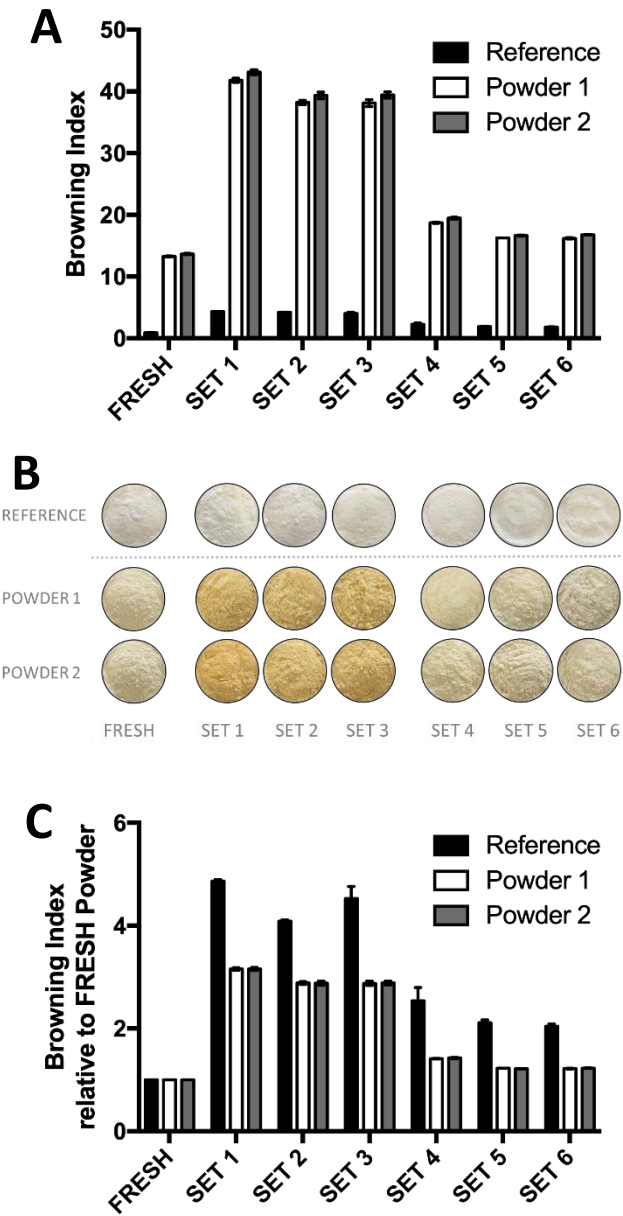 A
Browning Index
50
40
30
20
10
0
Reference
Powder 1
Powder 2
FRESH
SET 1
SET 2
SET 3
SET 4
SET 5
SET 6
B
REFERENCE
POWDER 1
POWDER 2
FRESH SET 1 SET 2 SET 3 SET 4 SET 5 SET 6
C
Browning Index
relative to FRESH Powder
6
4
2
0
Reference
Powder 1
Powder 2
FRESH
SET 1
SET 2
SET 3
SET 4
SET 5
SET 6